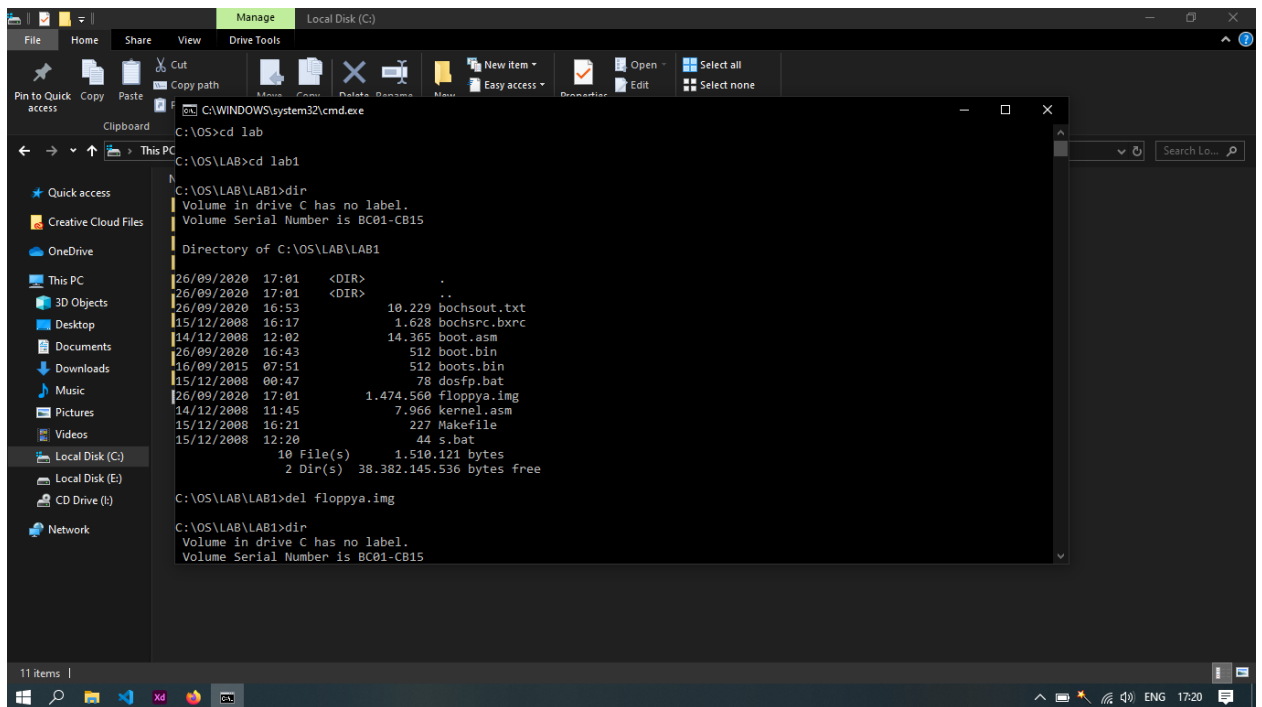 Manage Local Disk (C:)
File Home Share View Drive Tools
Pin to Quick access
Copy
Paste
Cut
Copy path
Clipboard
Move
Copy
Delete
Rename
New
New item
Easy access
Properties
Open
Edit
Select all
Select none
This PC
Search Lo...
Quick access
Creative Cloud Files
OneDrive
This PC
3D Objects
Desktop
Documents
Downloads
Music
Pictures
Videos
Local Disk (C:)
Local Disk (E:)
CD Drive (I:)
Network
C:\WINDOWS\system32\cmd.exe
C:\OS>cd lab
C:\OS\LAB>cd lab1
C:\OS\LAB\LAB1>dir
Volume in drive C has no label.
Volume Serial Number is BC01-CB15
Directory of C:\OS\LAB\LAB1
26/09/2020 17:01 <DIR> .
26/09/2020 17:01 <DIR> ..
26/09/2020 16:53 10.229 bochsout.txt
15/12/2008 16:17 1.628 bochsrc.bxrc
14/12/2008 12:02 14.365 boot.asm
26/09/2020 16:43 512 boot.bin
16/09/2015 07:51 512 boots.bin
15/12/2008 00:47 78 dosfp.bat
26/09/2020 17:01 1.474.560 floppya.img
14/12/2008 11:45 7.966 kernel.asm
15/12/2008 16:21 227 Makefile
15/12/2008 12:20 44 s.bat
10 File(s) 1.510.121 bytes
2 Dir(s) 38.382.145.536 bytes free
C:\OS\LAB\LAB1>del floppya.img
C:\OS\LAB\LAB1>dir
Volume in drive C has no label.
Volume Serial Number is BC01-CB15
11 items
Xd
ENG 17:20